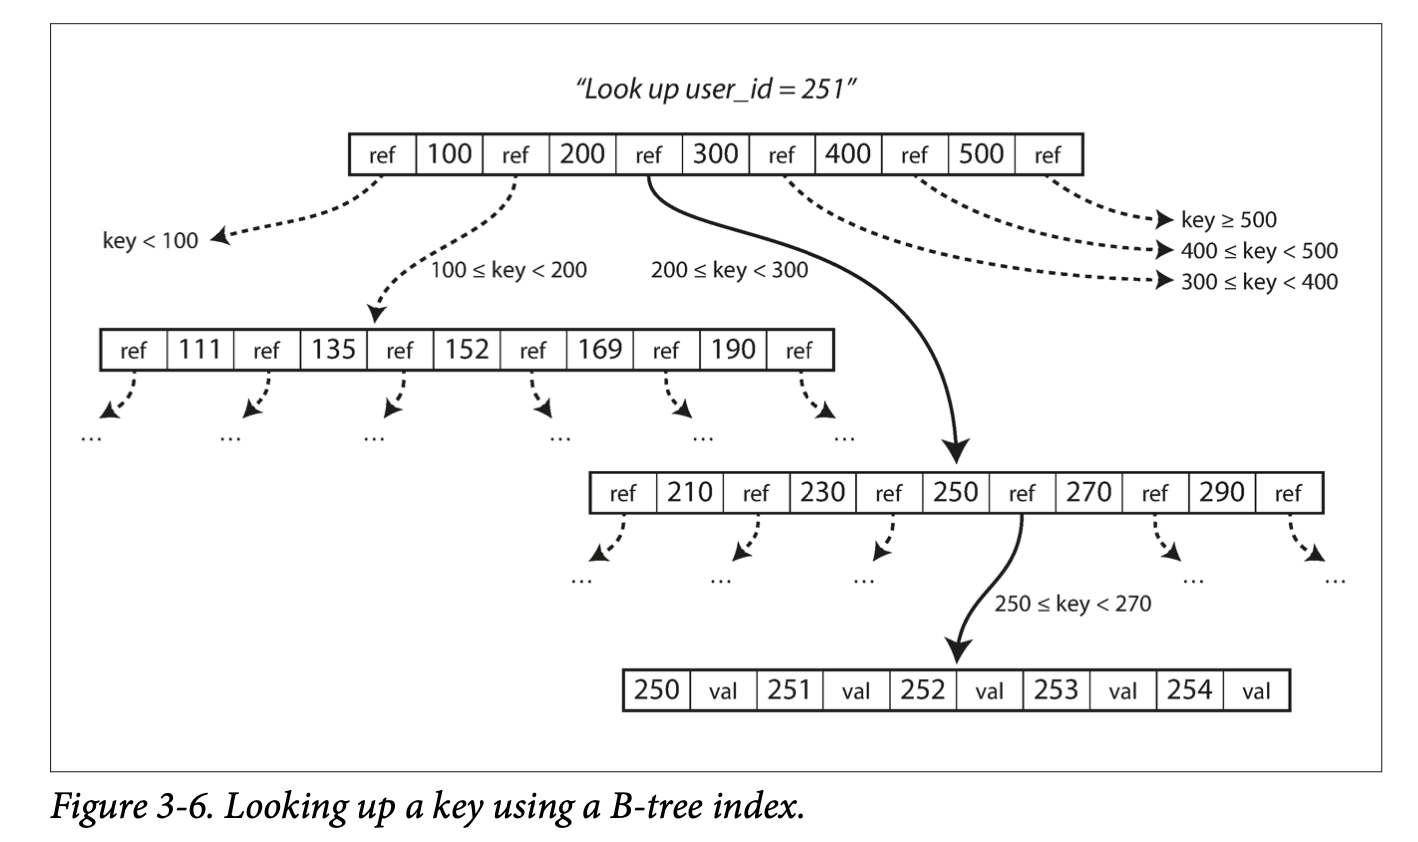 “Look up user_id = 251”
ref 100 ref 200 ref 300 ref 400 ref 500 ref
key < 100
100 ≤ key < 200
200 ≤ key < 300
key ≥ 500
400 ≤ key < 500
300 ≤ key < 400
ref 111 ref 135 ref 152 ref 169 ref 190 ref
... ... ... ... ... ...
ref 210 ref 230 ref 250 ref 270 ref 290 ref
... ... ... ... ...
250 ≤ key < 270
250 val 251 val 252 val 253 val 254 val
Figure 3-6. Looking up a key using a B-tree index.